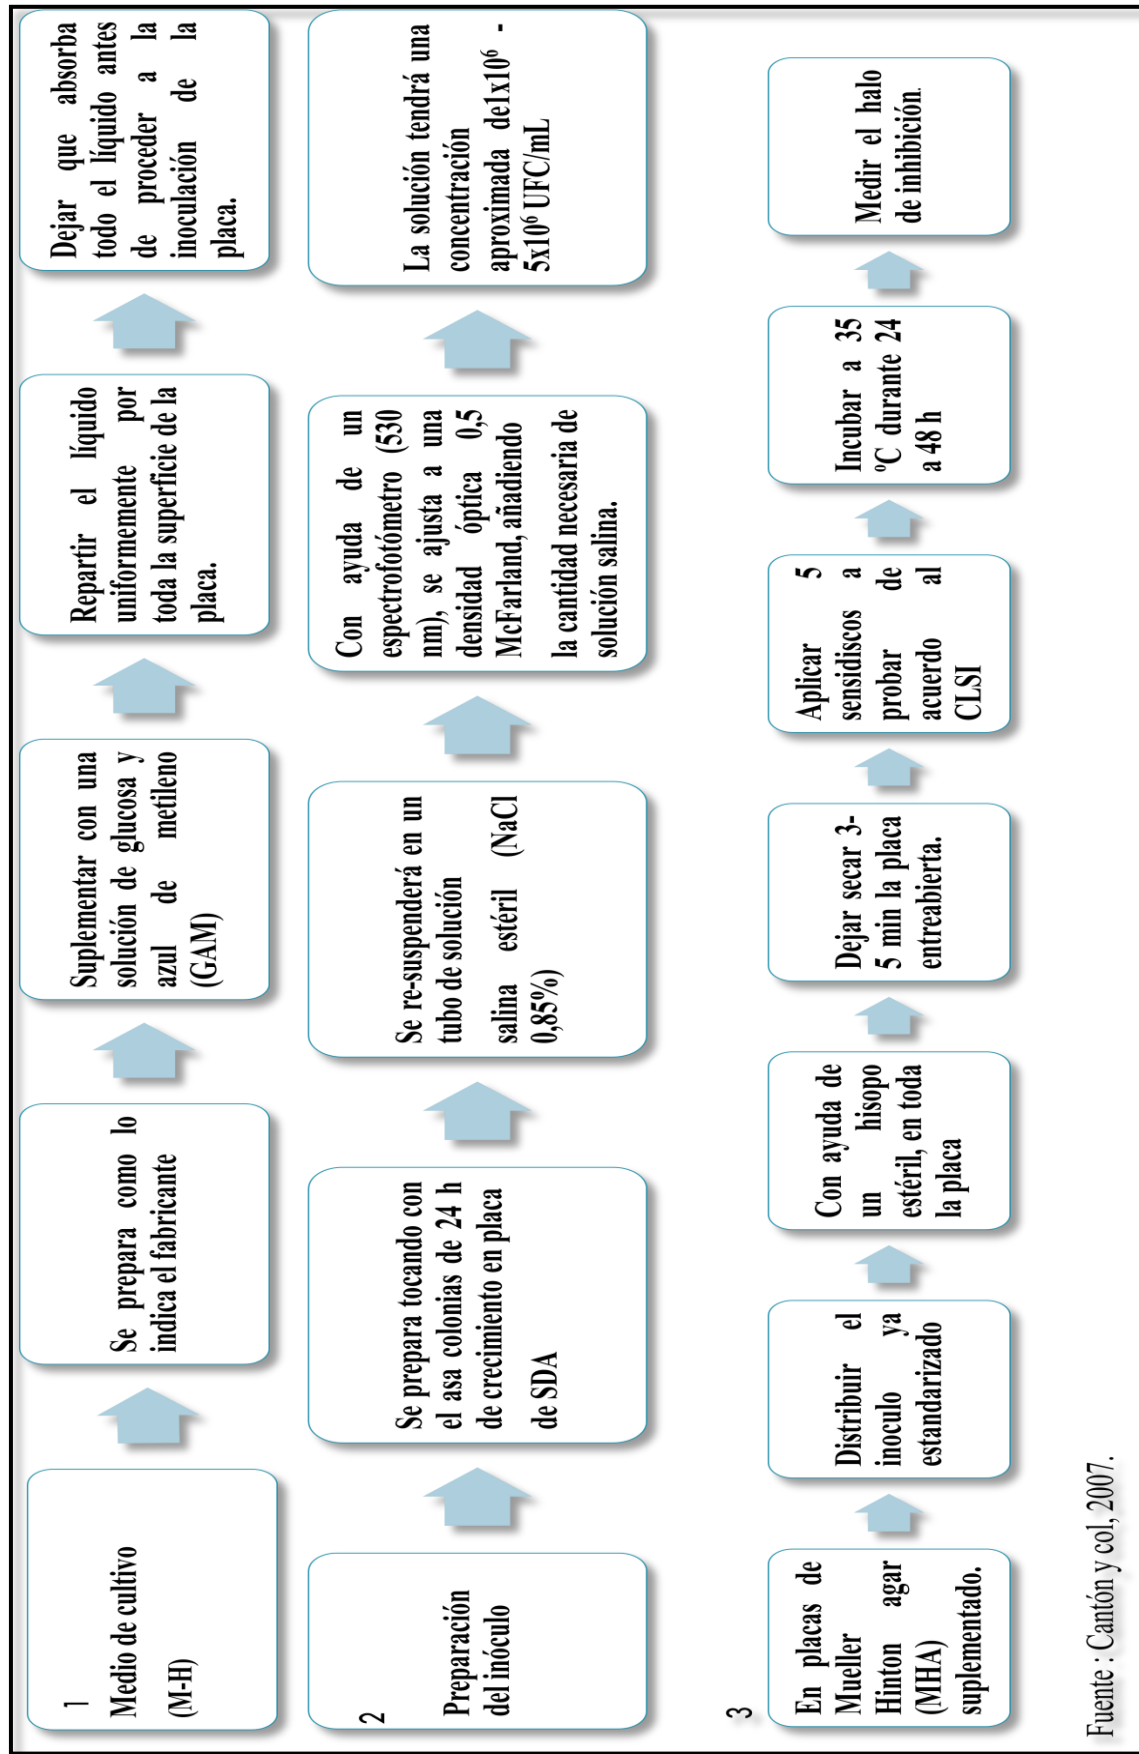 1
Medio de cultivo
(M-H)
Se prepara como lo
indica el fabricante
Suplementar con una
solución de glucosa y
azul de metileno
(GAM)
Repartir el líquido
uniformemente por
toda la superficie de la
placa.
Dejar que absorba
todo el líquido antes
de proceder a la
inoculación de la
placa.
2
Preparación
del inóculo
Se prepara tocando con
el asa colonias de 24 h
de crecimiento en placa
de SDA
Se re-suspenderá en un
tubo de solución
salina estéril (NaCl
0,85%)
Con ayuda de un
espectrofotómetro (530
nm), se ajusta a una
densidad óptica 0,5
McFarland, añadiendo
la cantidad necesaria de
solución salina.
La solución tendrá una
concentración
aproximada de1x10⁶ -
5x10⁶ UFC/mL
3
En placas de
Mueller
Hinton agar
(MHA)
suplementado.
Distribuir el
inoculo ya
estandarizado
Con ayuda de
un hisopo
estéril, en toda
la placa
Dejar secar 3-
5 min la placa
entreabierta.
Aplicar 5
sensidiscos a
probar de
acuerdo al
CLSI
Incubar a 35
ºC durante 24
a 48 h
Medir el halo
de inhibición.
Fuente : Cantón y col, 2007.